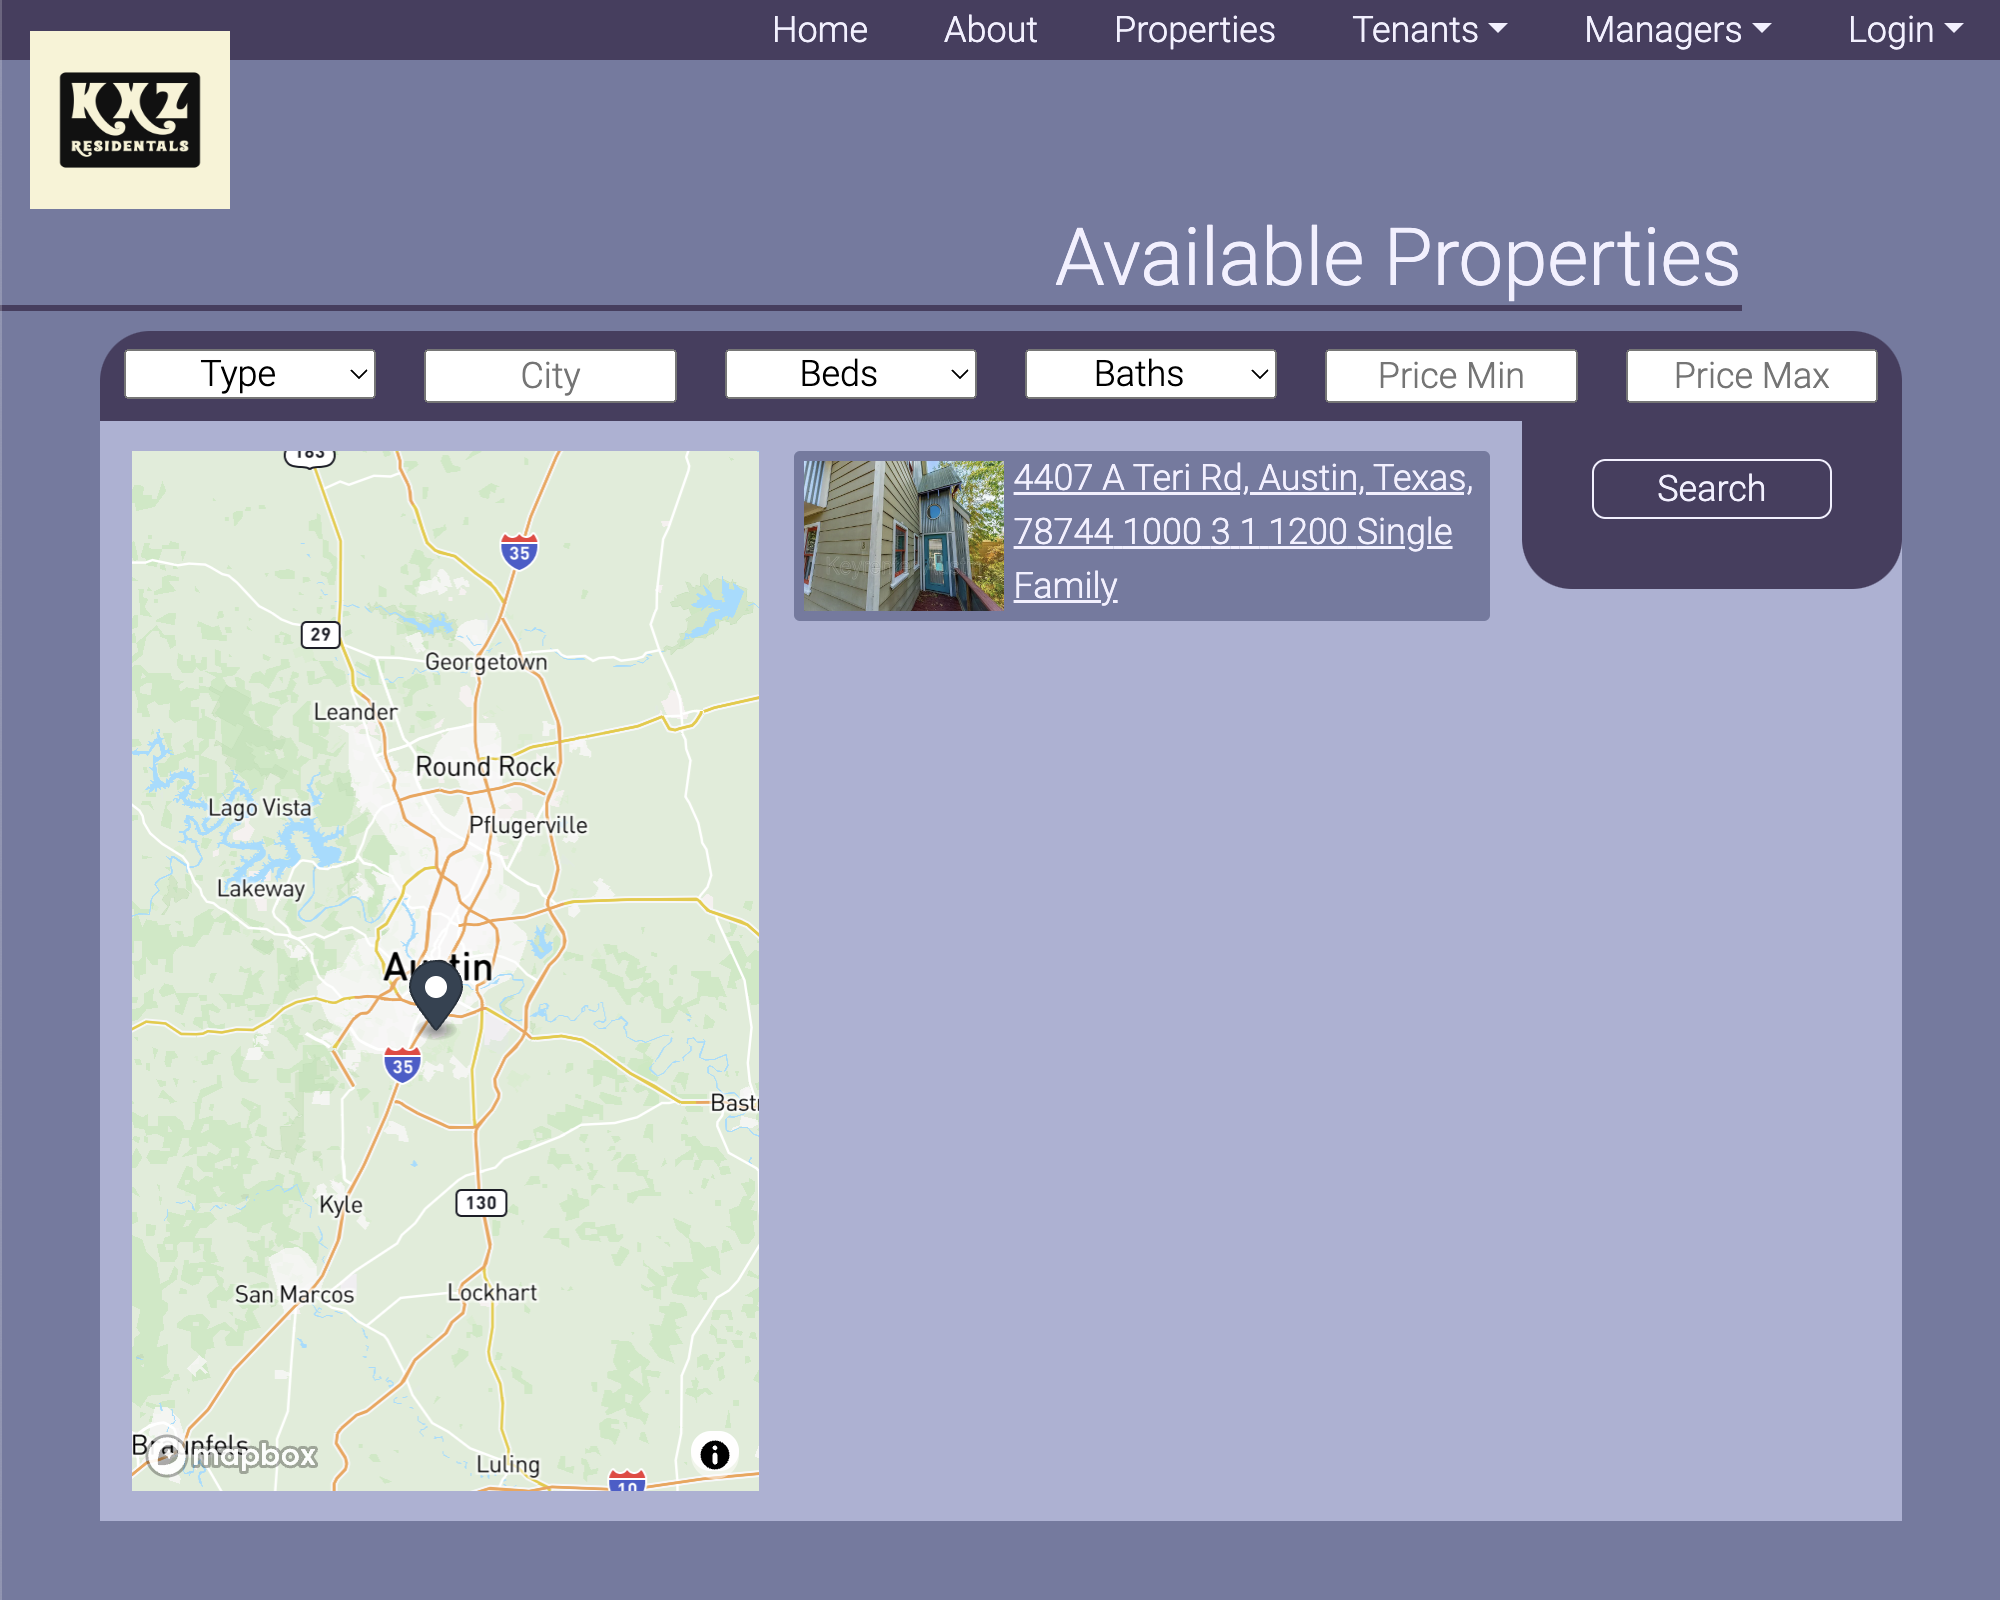 Home About Properties Tenants Managers Login
KXZ
RESIDENTALS
Available Properties
Type City Beds Baths Price Min Price Max
Search
4407 A Teri Rd, Austin, Texas,
78744 1000 3 1 1200 Single
Family
183
35
29
Georgetown
Leander
Round Rock
Lago Vista
Pflugerville
Lakeway
Austin
35
Bastr
Kyle
130
San Marcos
Lockhart
Braunfels
mapbox
Luling
10